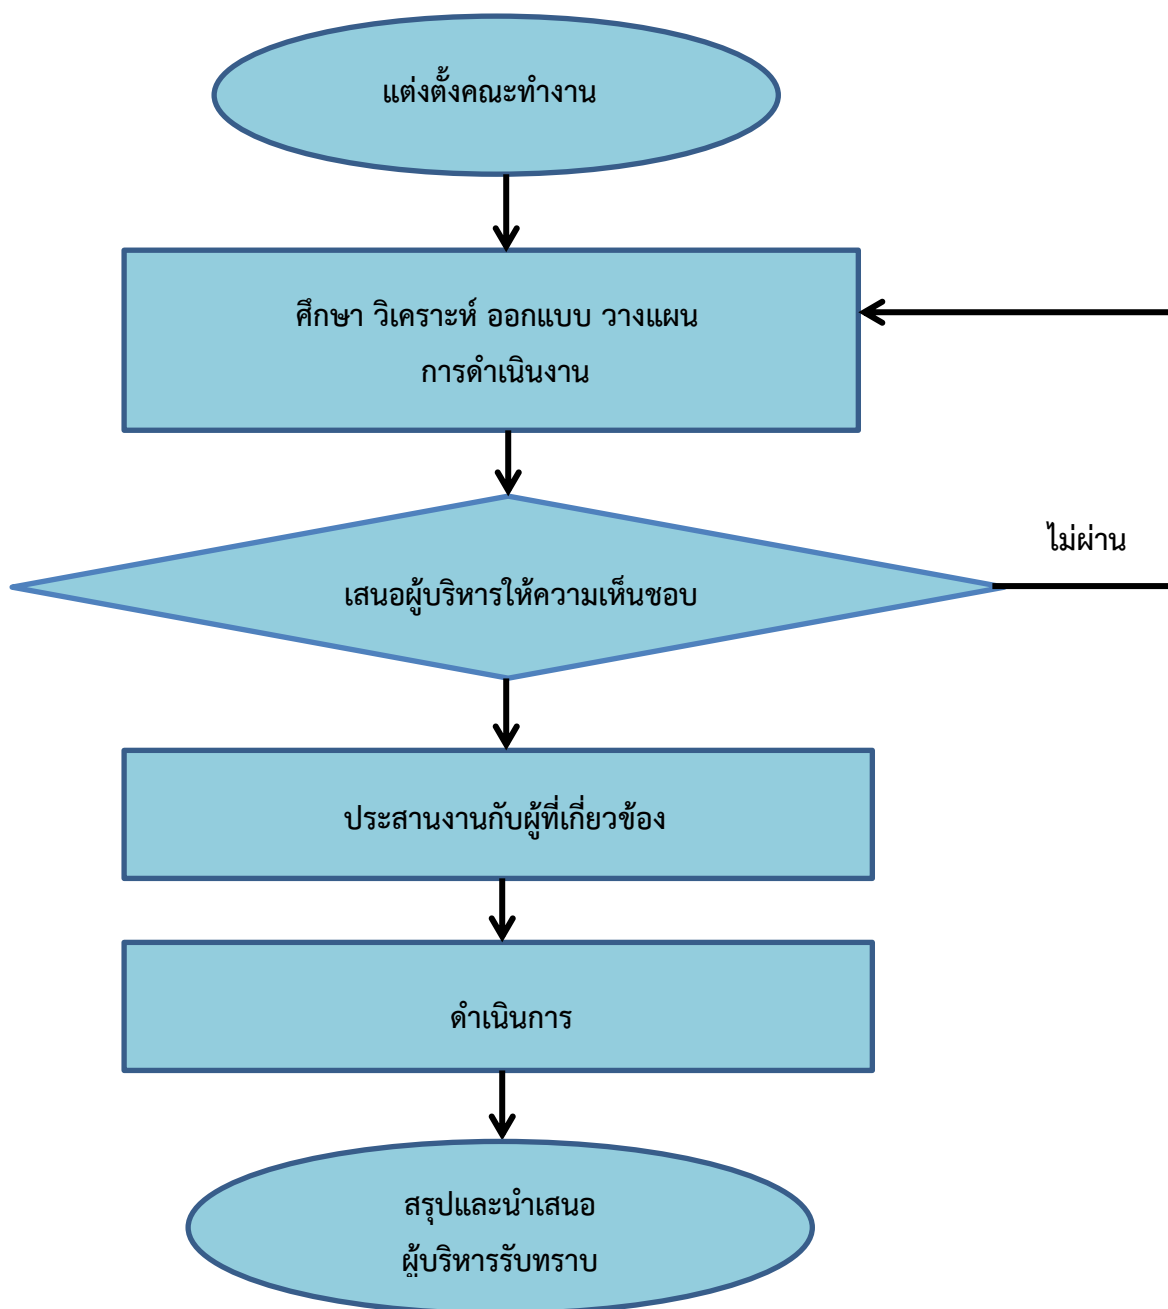 แต่งตั้งคณะทำงาน
ศึกษา วิเคราะห์ ออกแบบ วางแผน
การดำเนินงาน
ไม่ผ่าน
เสนอผู้บริหารให้ความเห็นชอบ
ประสานงานกับผู้ที่เกี่ยวข้อง
ดำเนินการ
สรุปและนำเสนอ
ผู้บริหารรับทราบ